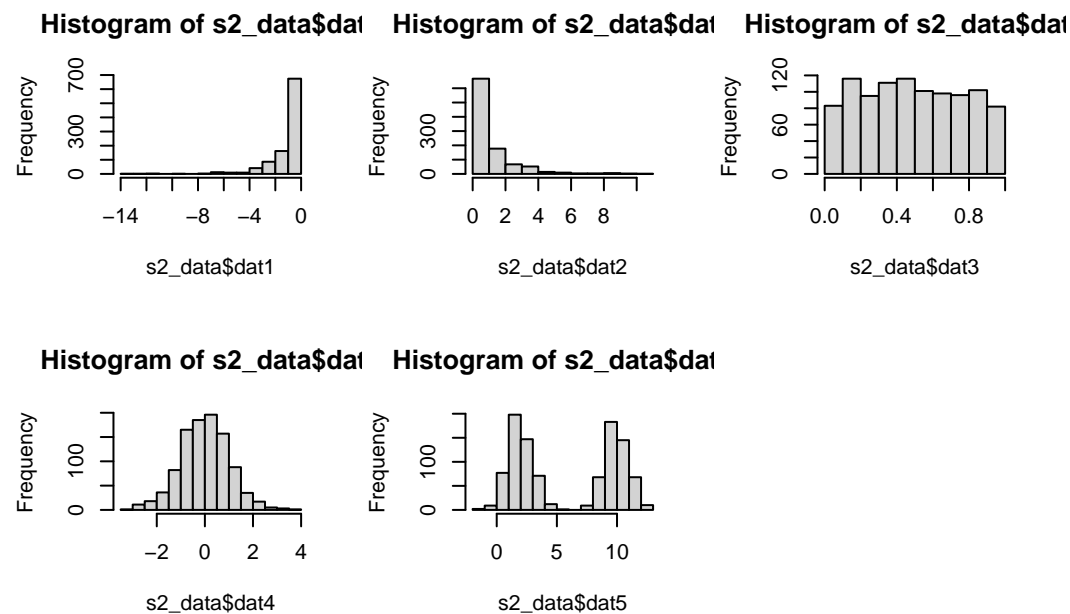 Histogram of s2_data$dat
Frequency
0
300
700
−14
−8
−4
0
s2_data$dat1
Histogram of s2_data$dat
Frequency
0
300
0
2
4
6
8
s2_data$dat2
Histogram of s2_data$dat
Frequency
0
60
120
0.0
0.4
0.8
s2_data$dat3
Histogram of s2_data$dat
Frequency
0
100
−2
0
2
4
s2_data$dat4
Histogram of s2_data$dat
Frequency
0
100
0
5
10
s2_data$dat5